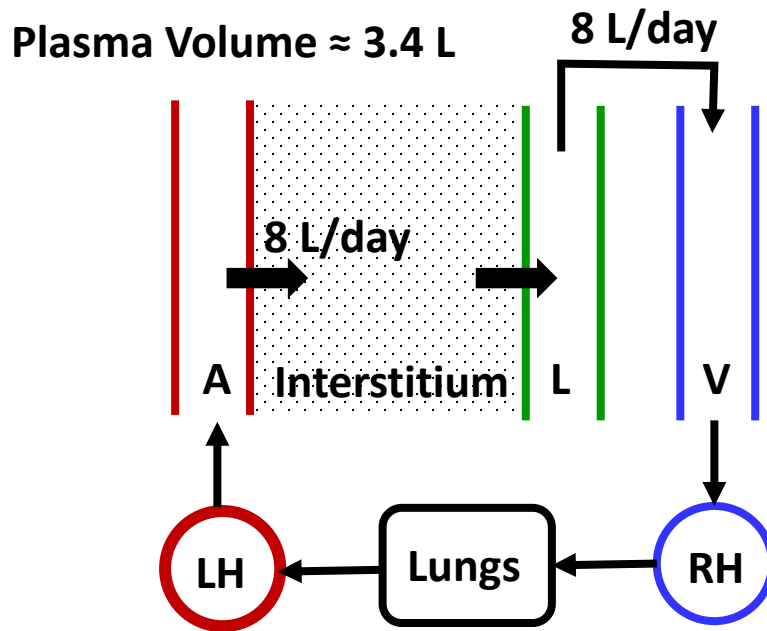 8 L/day
Plasma Volume ≈ 3.4 L
8 L/day
A
Interstitium
L
V
LH
Lungs
RH